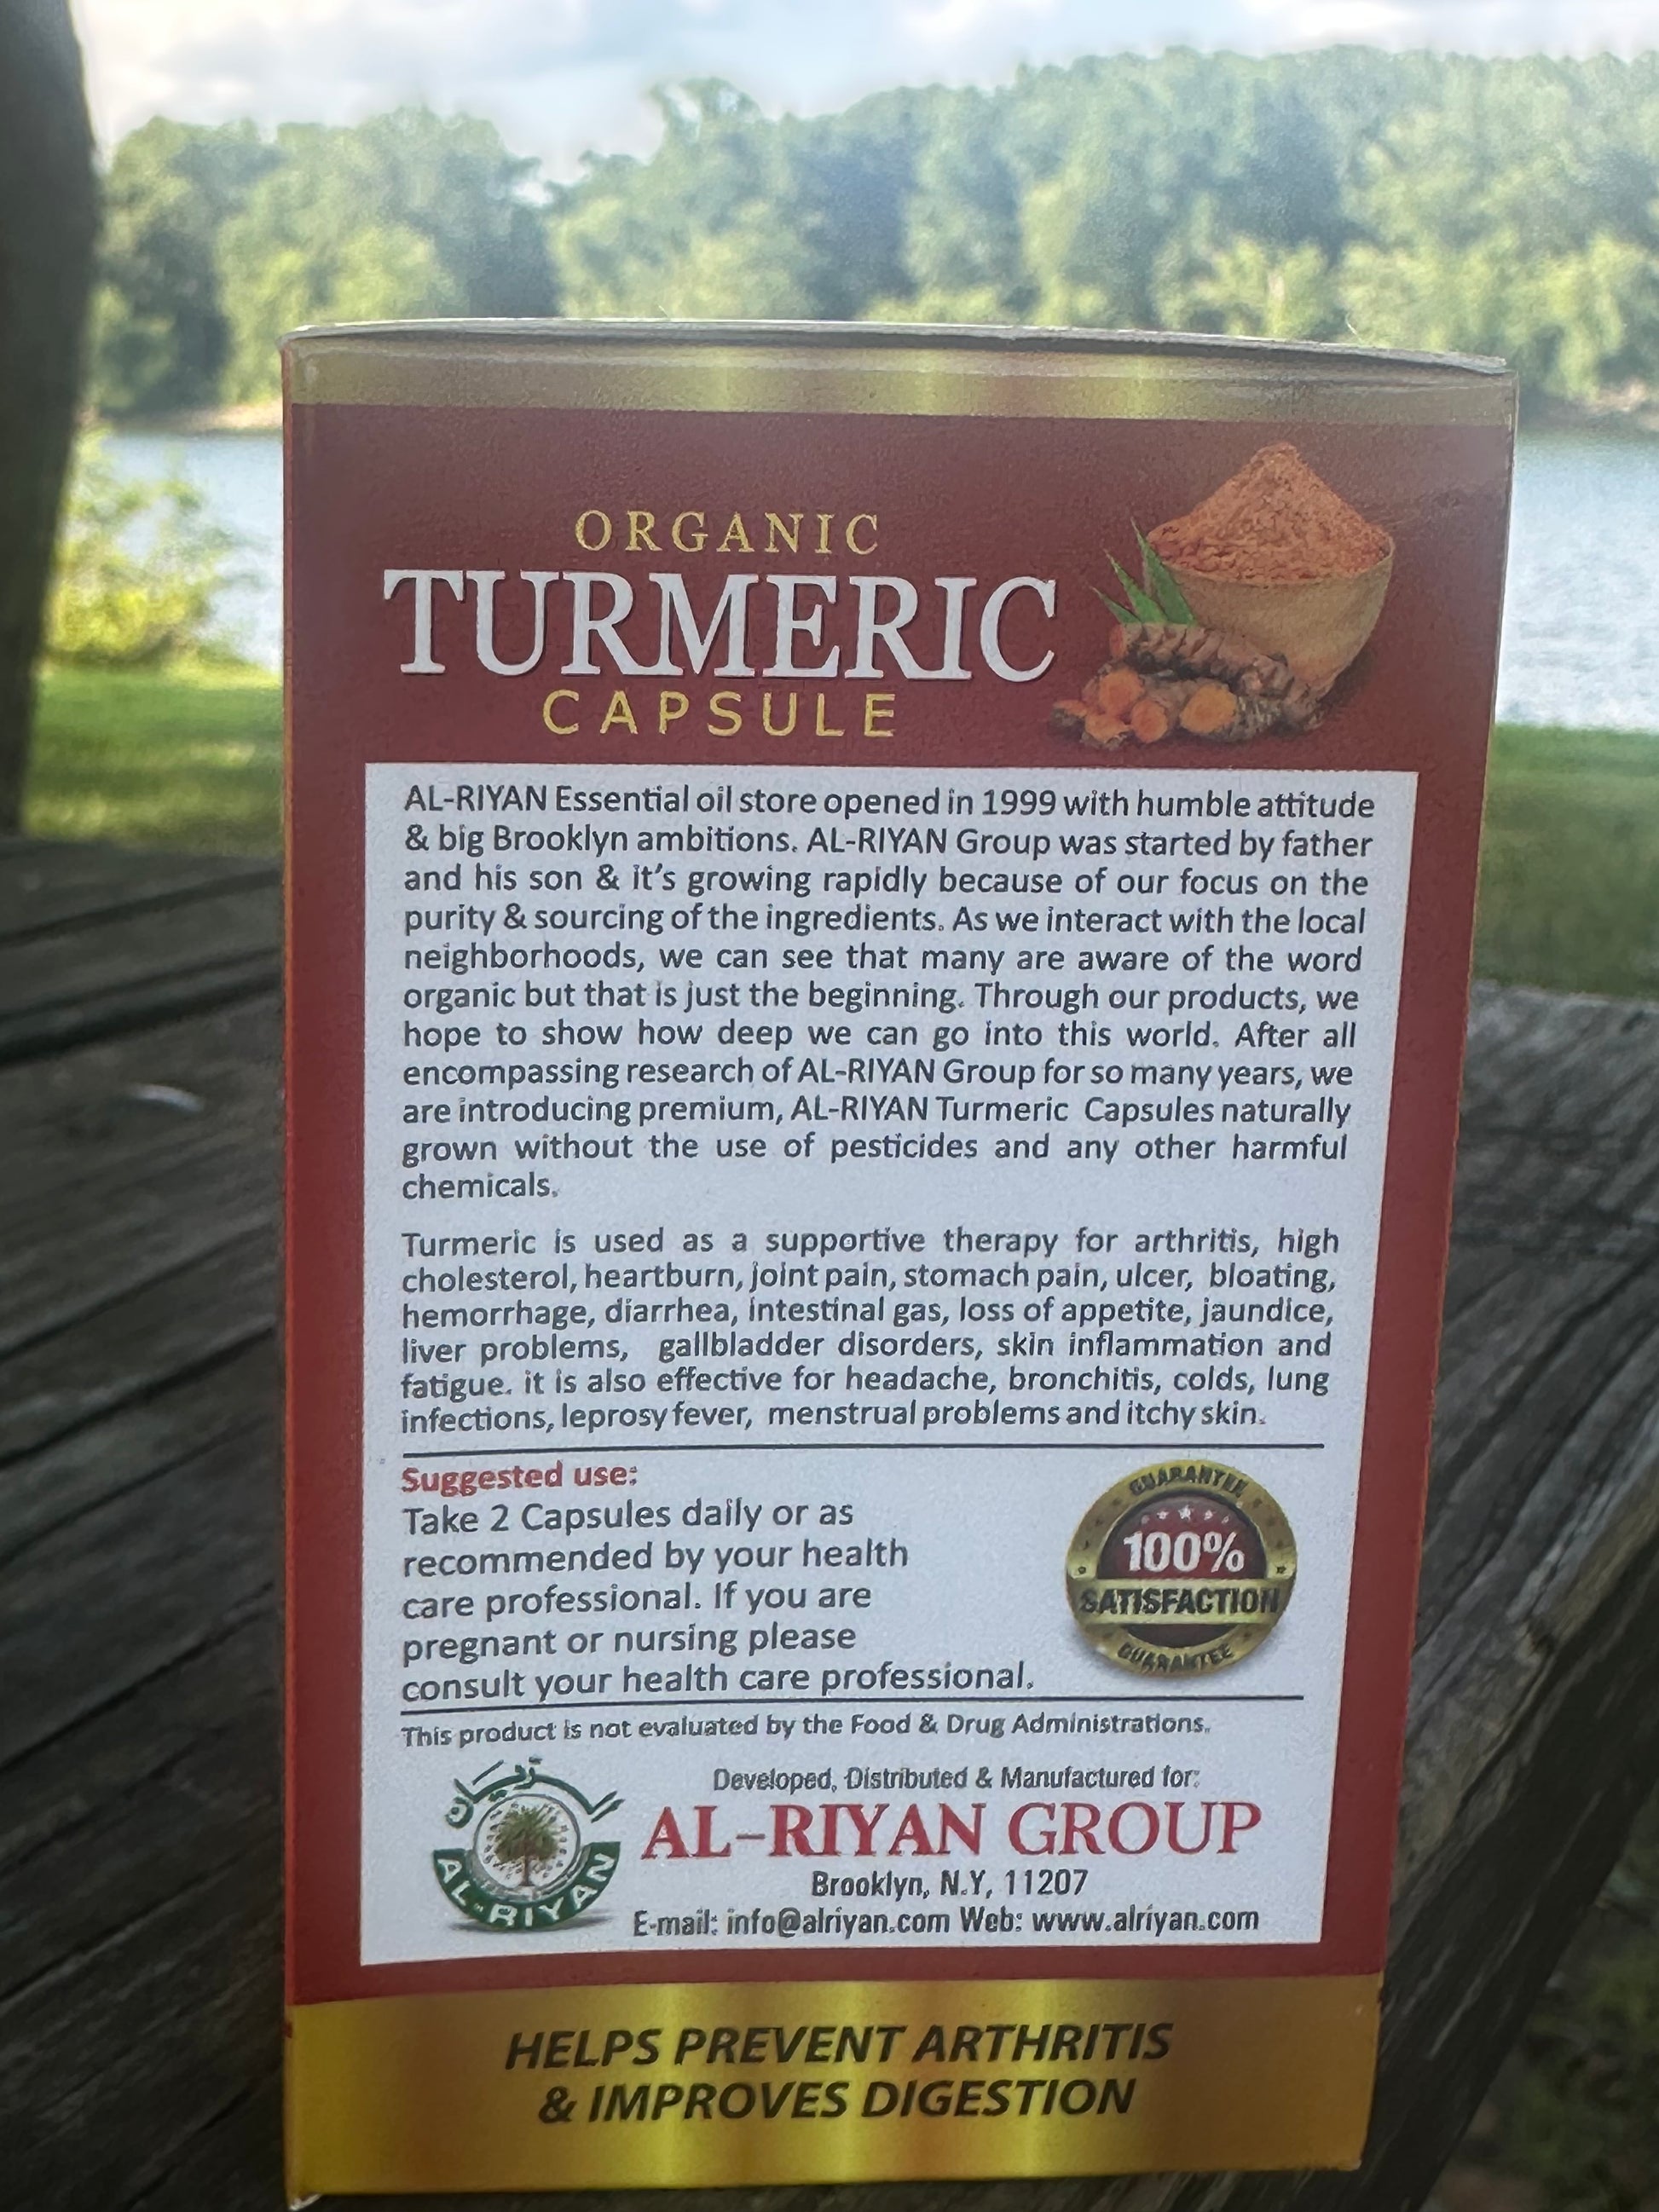 ORGANIC
TURMERIC
CAPSULE
AL-RIYAN Essential oil store opened in 1999 with humble attitude
& big Brooklyn ambitions. AL-RIYAN Group was started by father
and his son & it's growing rapidly because of our focus on the
purity & sourcing of the ingredients. As we interact with the local
neighborhoods, we can see that many are aware of the word
organic but that is just the beginning. Through our products, we
hope to show how deep we can go into this world. After all
encompassing research of AL-RIYAN Group for so many years, we
are introducing premium, AL-RIYAN Turmeric Capsules naturally
grown without the use of pesticides and any other harmful
chemicals.
Turmeric is used as a supportive therapy for arthritis, high
cholesterol, heartburn, joint pain, stomach pain, ulcer, bloating,
hemorrhage, diarrhea, intestinal gas, loss of appetite, jaundice,
liver problems, gallbladder disorders, skin inflammation and
fatigue. it is also effective for headache, bronchitis, colds, lung
infections, leprosy fever, menstrual problems and itchy skin.
Suggested use:
Take 2 Capsules daily or as
recommended by your health
care professional. If you are
pregnant or nursing please
consult your health care professional.
GUARANTEE
100%
SATISFACTION
GUARANTEE
This product is not evaluated by the Food & Drug Administrations.
الريان
AL-RIYAN
Developed, Distributed & Manufactured for:
AL-RIYAN GROUP
Brooklyn, N.Y, 11207
E-mail: info@alriyan.com Web: www.alriyan.com
HELPS PREVENT ARTHRITIS
& IMPROVES DIGESTION